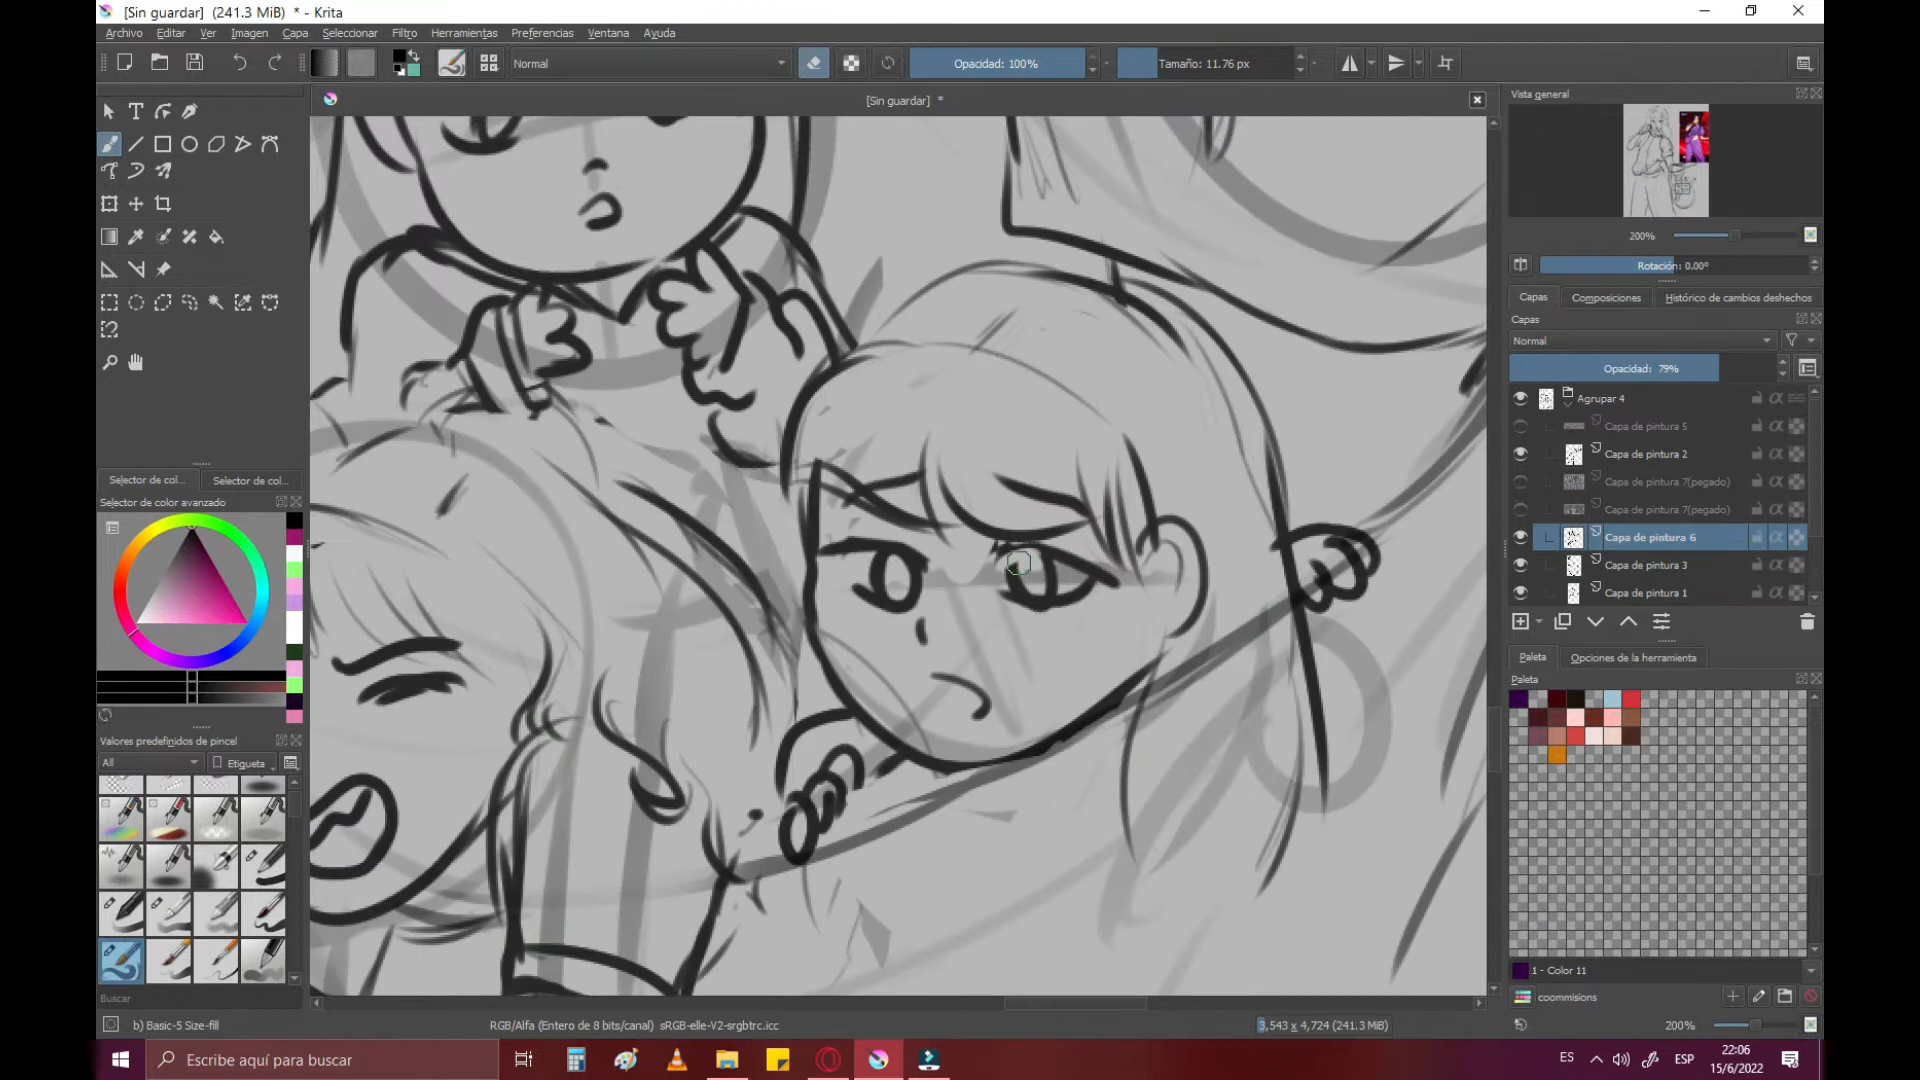 [Sin guardar] (241.3 MiB) * - Krita
Archivo Editar Ver Imagen Capa Seleccionar Filtro Herramientas Preferencias Ventana Ayuda
Normal
Opacidad: 100%
Tamaño: 11.76 px
[Sin guardar] *
Vista general
200%
Rotación: 0.00°
Capas Composiciones Histórico de cambios deshechos
Capas
Normal
Opacidad: 79%
Agrupar 4
Capa de pintura 5
Capa de pintura 2
Capa de pintura 7(pegado)
Capa de pintura 7(pegado)
Capa de pintura 6
Capa de pintura 3
Capa de pintura 1
Selector de col... Selector de col...
Selector de color avanzado
Paleta Opciones de la herramienta
Paleta
Valores predefinidos de pincel
All
Etiqueta
1 - Color 11
coommisions
Buscar
b) Basic-5 Size-fill
RGB/Alfa (Entero de 8 bits/canal) sRGB-elle-V2-srgbtrc.icc
3,543 x 4,724 (241.3 MiB)
200%
Escribe aquí para buscar
ES
ESP
22:06
15/6/2022